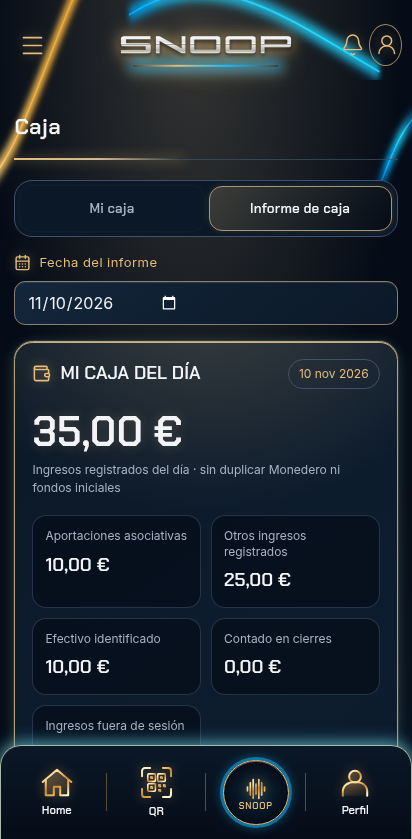 SNOOP
Caja
Mi caja
Informe de caja
Fecha del informe
11/10/2026
MI CAJA DEL DÍA
10 nov 2026
35,00 €
Ingresos registrados del día · sin duplicar Monedero ni
fondos iniciales
Aportaciones asociativas
10,00 €
Otros ingresos
registrados
25,00 €
Efectivo identificado
10,00 €
Contado en cierres
0,00 €
Ingresos fuera de sesión
Home
QR
SNOOP
Perfil